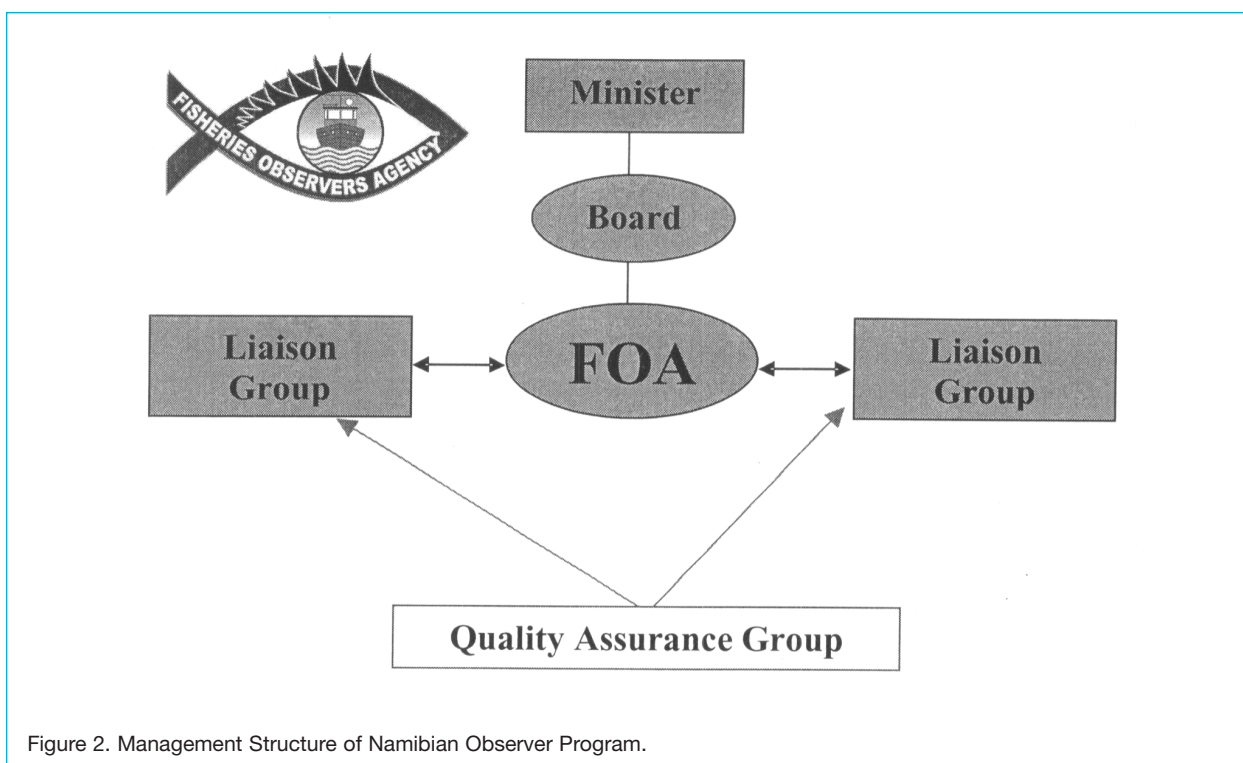 FISHERIES OBSERVERS AGENCY
Minister
Board
Liaison
Group
FOA
Liaison
Group
Quality Assurance Group
Figure 2. Management Structure of Namibian Observer Program.